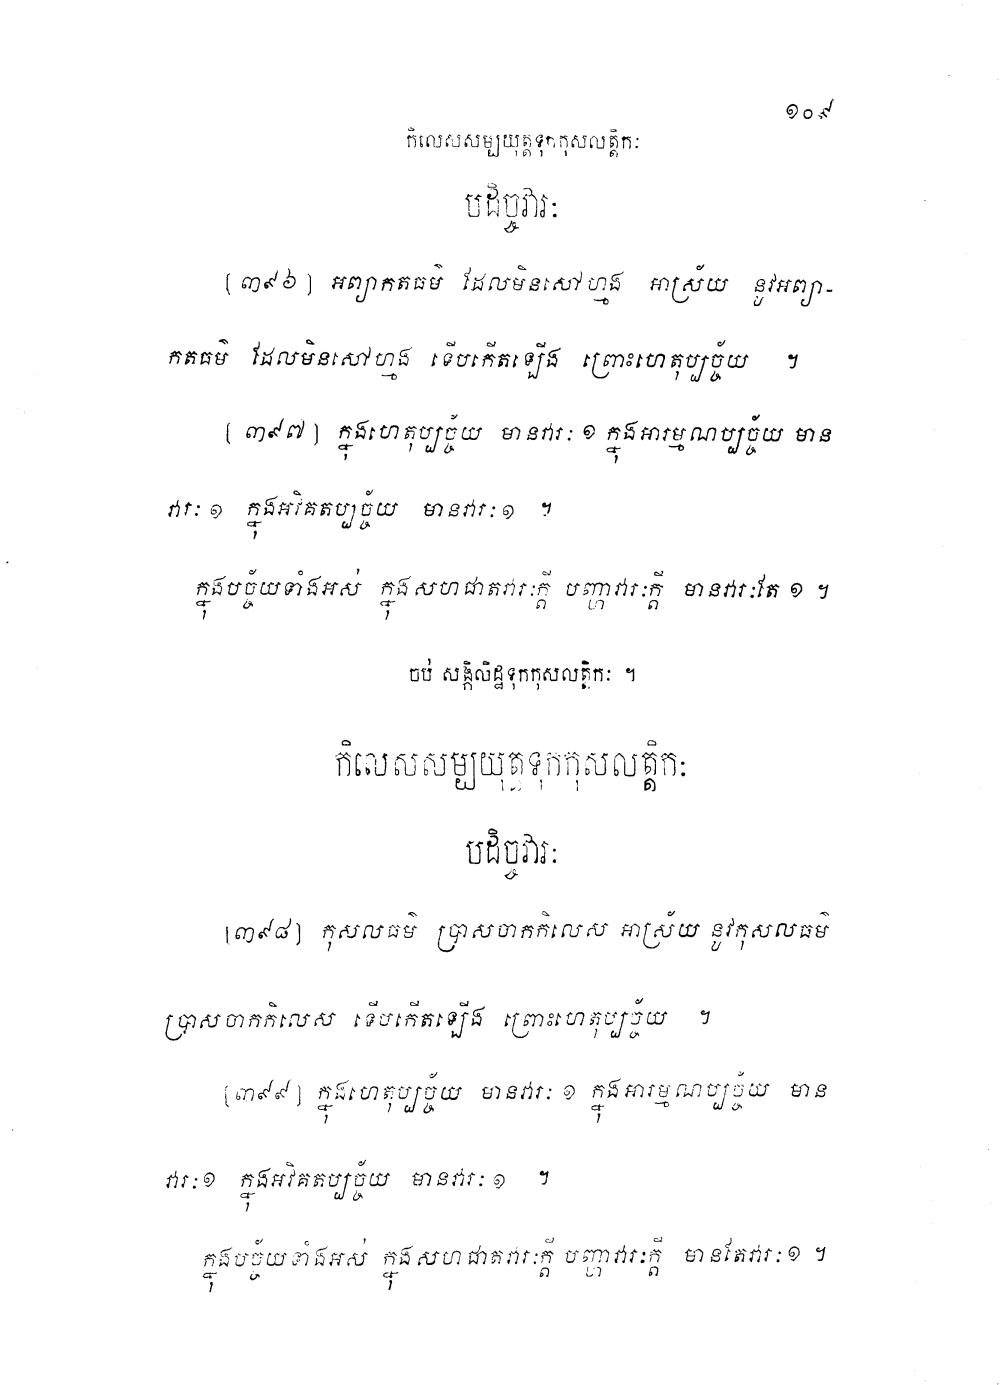 ១០៩
កិលេសសម្បយុត្តទុកកុសលត្តិកៈ
បដិច្ចវារៈ
[៣៩៦] អព្យាកតធម៌ ដែលមិនសៅហ្មង អាស្រ័យ នូវអព្យា-
កតធម៌ ដែលមិនសៅហ្មង ទើបកើតឡើង ព្រោះហេតុប្បច្ច័យ ។
[៣៩៧] ក្នុងហេតុប្បច្ច័យ មានវារៈ ១ ក្នុងអារម្មណប្បច្ច័យ មាន
វារៈ ១ ក្នុងអវិគតប្បច្ច័យ មានវារៈ ១ ។
ក្នុងបច្ច័យទាំងអស់ ក្នុងសហជាតវារៈក្តី បញ្ហាវារៈក្តី មានវារៈតែ ១ ។
ចប់ សង្កិលិដ្ឋទុកកុសលត្តិកៈ ។
កិលេសសម្បយុត្តទុកកុសលត្តិកៈ
បដិច្ចវារៈ
[៣៩៨] កុសលធម៌ ប្រាសចាកកិលេស អាស្រ័យ នូវកុសលធម៌
ប្រាសចាកកិលេស ទើបកើតឡើង ព្រោះហេតុប្បច្ច័យ ។
[៣៩៩] ក្នុងហេតុប្បច្ច័យ មានវារៈ ១ ក្នុងអារម្មណប្បច្ច័យ មាន
វារៈ ១ ក្នុងអវិគតប្បច្ច័យ មានវារៈ ១ ។
ក្នុងបច្ច័យទាំងអស់ ក្នុងសហជាតវារៈក្តី បញ្ហាវារៈក្តី មានតែវារៈ ១ ។